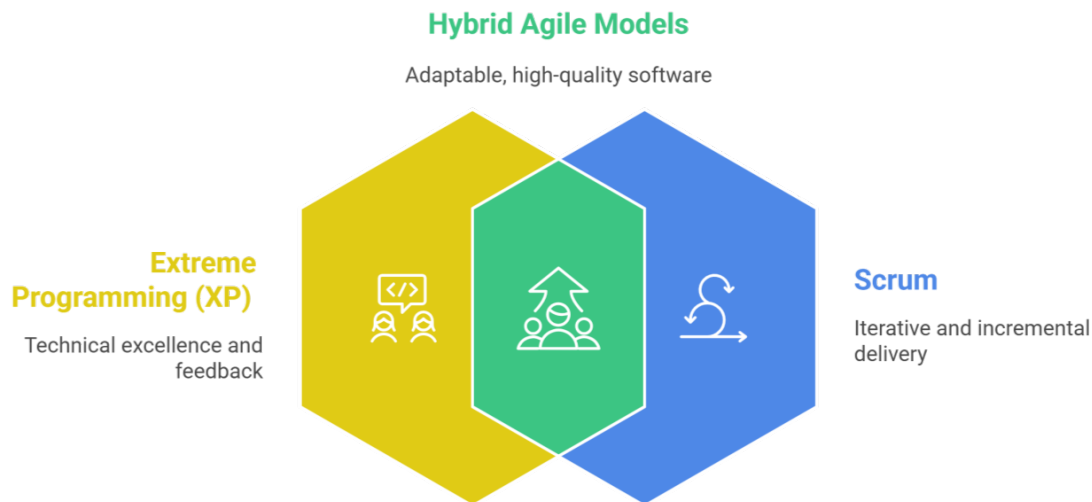 Hybrid Agile Models
Adaptable, high-quality software
Extreme
Programming (XP)
Technical excellence and
feedback
</>
Scrum
Iterative and incremental
delivery